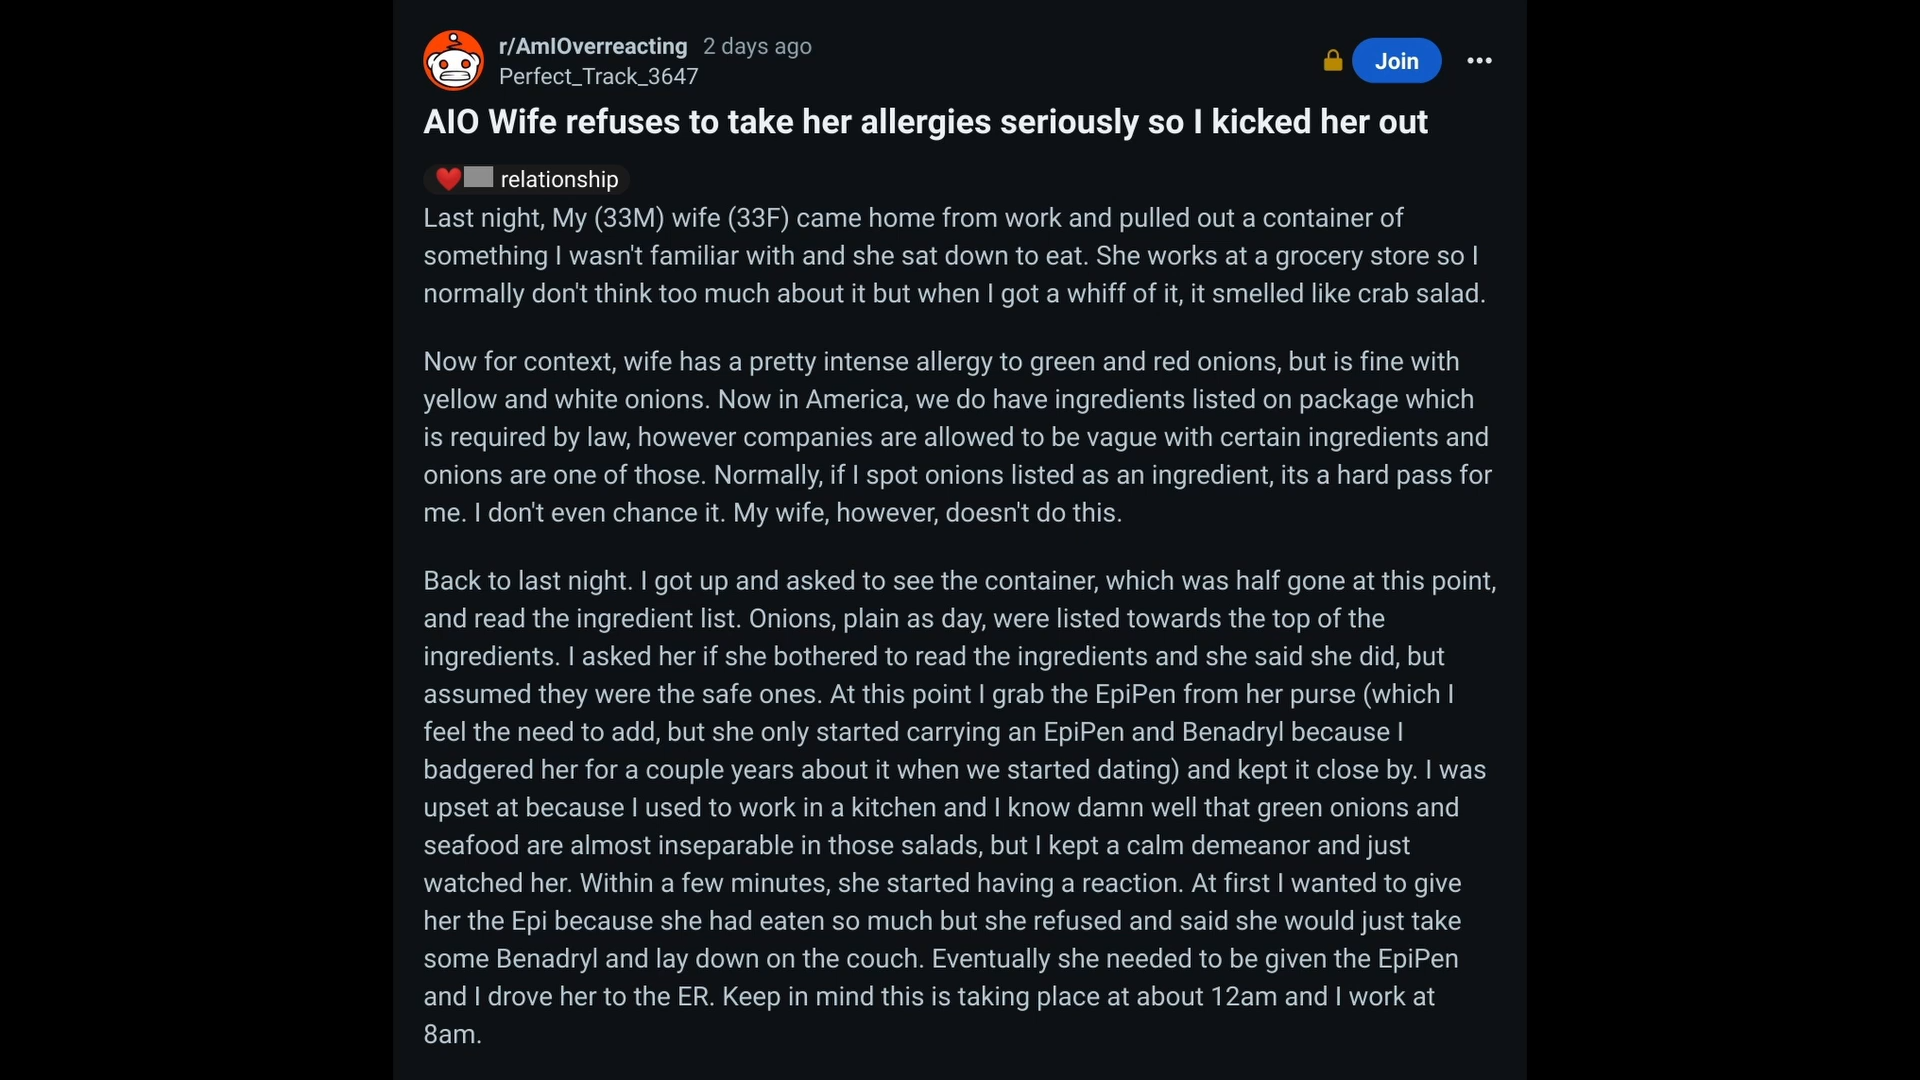 r/AmIOverreacting 2 days ago
Perfect_Track_3647
Join
AIO Wife refuses to take her allergies seriously so I kicked her out
relationship
Last night, My (33M) wife (33F) came home from work and pulled out a container of
something I wasn't familiar with and she sat down to eat. She works at a grocery store so I
normally don't think too much about it but when I got a whiff of it, it smelled like crab salad.
Now for context, wife has a pretty intense allergy to green and red onions, but is fine with
yellow and white onions. Now in America, we do have ingredients listed on package which
is required by law, however companies are allowed to be vague with certain ingredients and
onions are one of those. Normally, if I spot onions listed as an ingredient, its a hard pass for
me. I don't even chance it. My wife, however, doesn't do this.
Back to last night. I got up and asked to see the container, which was half gone at this point,
and read the ingredient list. Onions, plain as day, were listed towards the top of the
ingredients. I asked her if she bothered to read the ingredients and she said she did, but
assumed they were the safe ones. At this point I grab the EpiPen from her purse (which I
feel the need to add, but she only started carrying an EpiPen and Benadryl because I
badgered her for a couple years about it when we started dating) and kept it close by. I was
upset at because I used to work in a kitchen and I know damn well that green onions and
seafood are almost inseparable in those salads, but I kept a calm demeanor and just
watched her. Within a few minutes, she started having a reaction. At first I wanted to give
her the Epi because she had eaten so much but she refused and said she would just take
some Benadryl and lay down on the couch. Eventually she needed to be given the EpiPen
and I drove her to the ER. Keep in mind this is taking place at about 12am and I work at
8am.